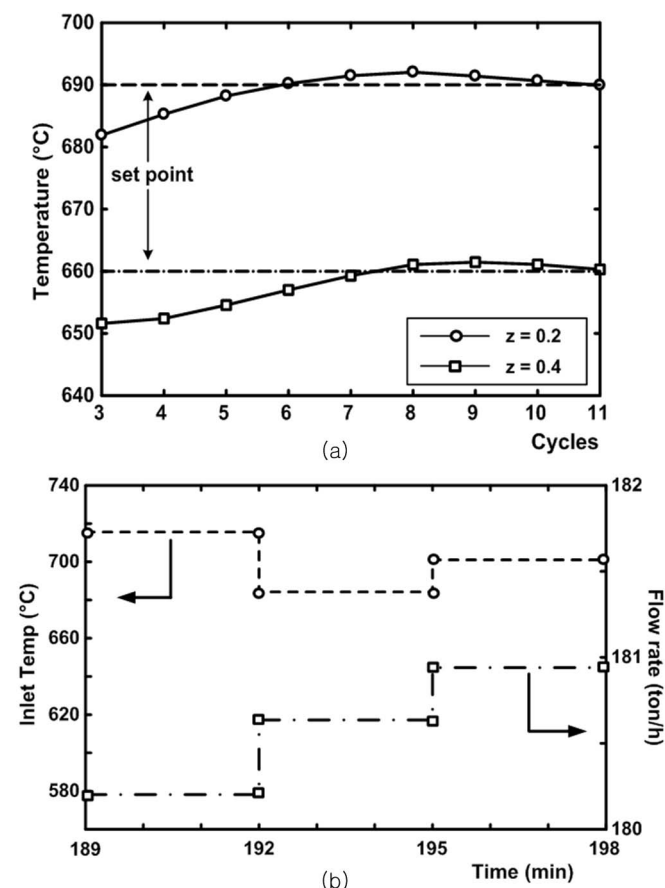 700
690
680
670
660
650
640
Temperature (°C)
set point
z = 0.2
z = 0.4
3 4 5 6 7 8 9 10 11
Cycles
(a)
740
700
660
620
580
Inlet Temp (°C)
182
181
180
Flow rate (ton/h)
189 192 195 198
Time (min)
(b)